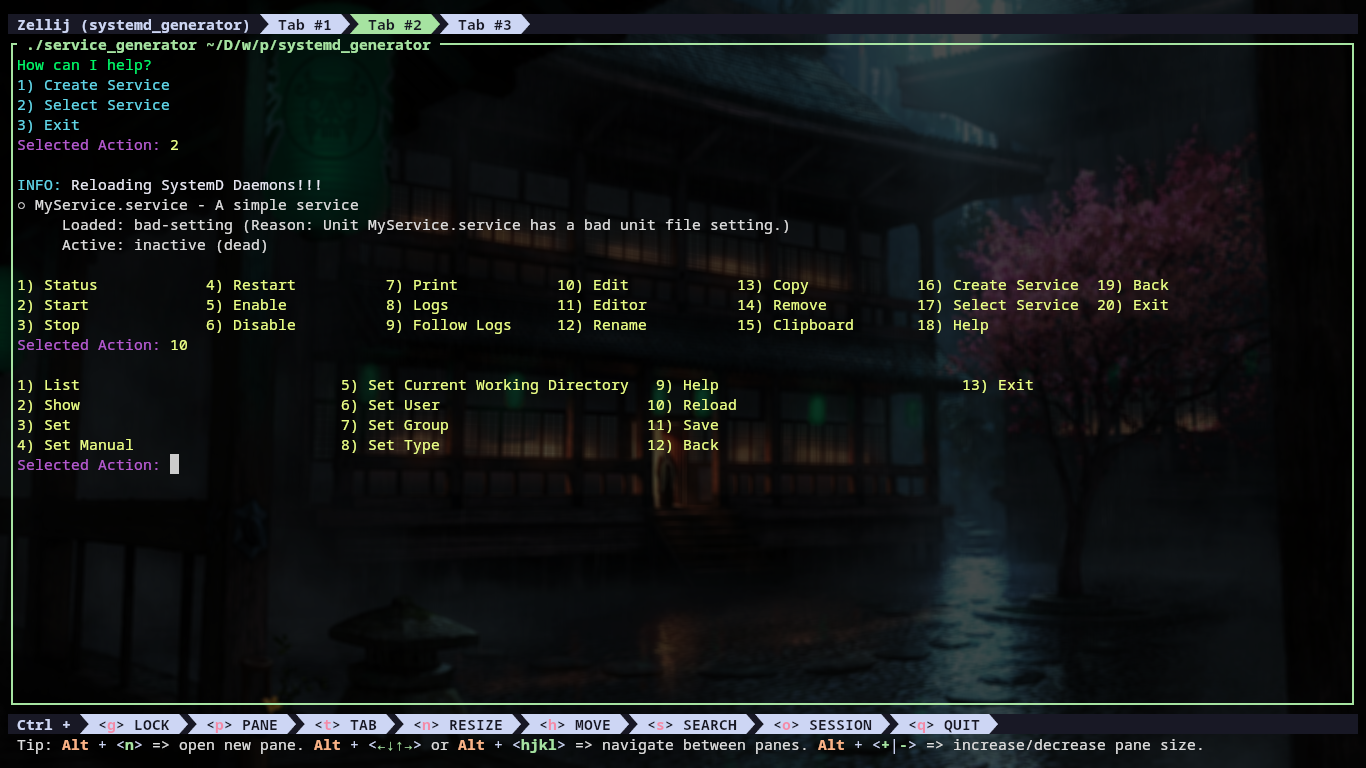 Zellij (systemd_generator) Tab #1 Tab #2 Tab #3
./service_generator ~/D/w/p/systemd_generator
How can I help?
1) Create Service
2) Select Service
3) Exit
Selected Action: 2
INFO: Reloading SystemD Daemons!!!
○ MyService.service - A simple service
Loaded: bad-setting (Reason: Unit MyService.service has a bad unit file setting.)
Active: inactive (dead)
1) Status 4) Restart 7) Print 10) Edit 13) Copy 16) Create Service 19) Back
2) Start 5) Enable 8) Logs 11) Editor 14) Remove 17) Select Service 20) Exit
3) Stop 6) Disable 9) Follow Logs 12) Rename 15) Clipboard 18) Help
Selected Action: 10
1) List 5) Set Current Working Directory 9) Help 13) Exit
2) Show 6) Set User 10) Reload
3) Set 7) Set Group 11) Save
4) Set Manual 8) Set Type 12) Back
Selected Action:
Ctrl + <g> LOCK <p> PANE <t> TAB <n> RESIZE <h> MOVE <s> SEARCH <o> SESSION <q> QUIT
Tip: Alt + <n> => open new pane. Alt + <←↓↑→> or Alt + <hjkl> => navigate between panes. Alt + <+|-> => increase/decrease pane size.